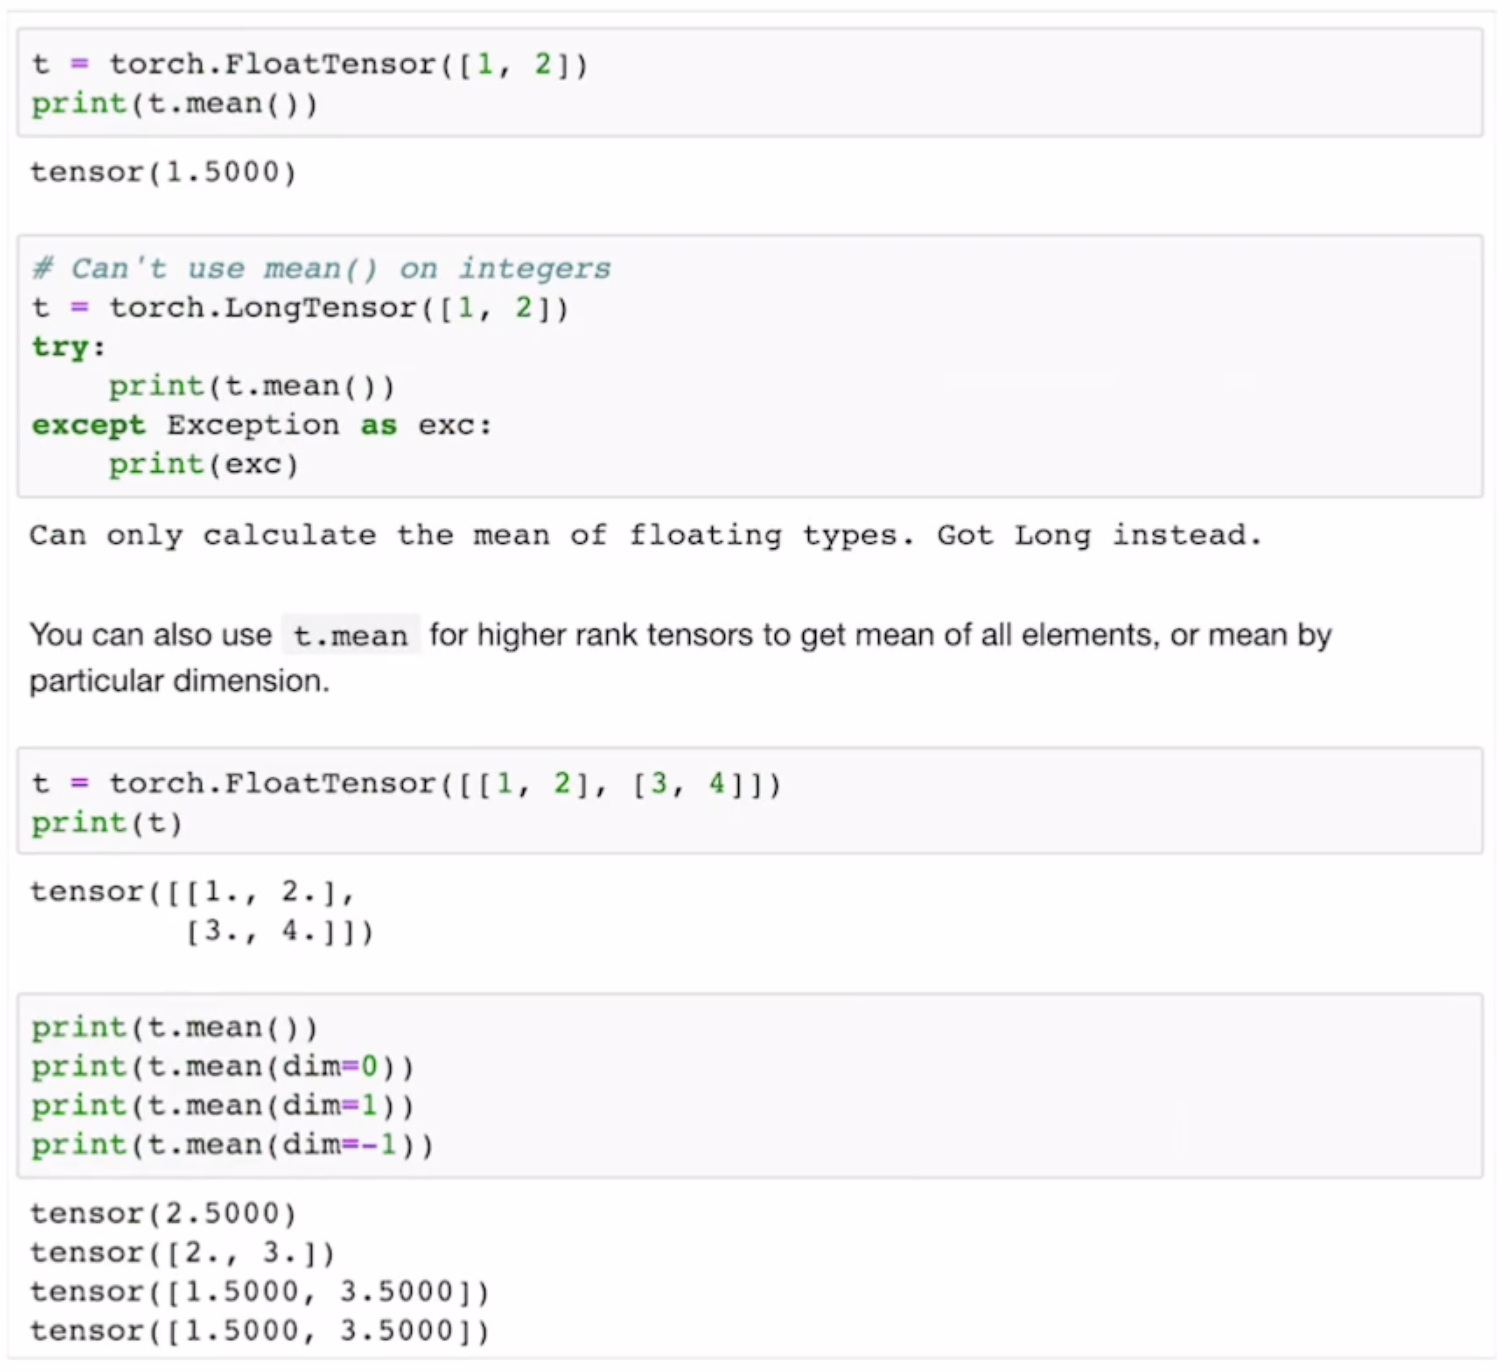 t = torch.FloatTensor([1, 2])
print(t.mean())
tensor(1.5000)
# Can't use mean() on integers
t = torch.LongTensor([1, 2])
try:
    print(t.mean())
except Exception as exc:
    print(exc)
Can only calculate the mean of floating types. Got Long instead.
You can also use t.mean for higher rank tensors to get mean of all elements, or mean by
particular dimension.
t = torch.FloatTensor([[1, 2], [3, 4]])
print(t)
tensor([[1., 2.],
        [3., 4.]])
print(t.mean())
print(t.mean(dim=0))
print(t.mean(dim=1))
print(t.mean(dim=-1))
tensor(2.5000)
tensor([2., 3.])
tensor([1.5000, 3.5000])
tensor([1.5000, 3.5000])